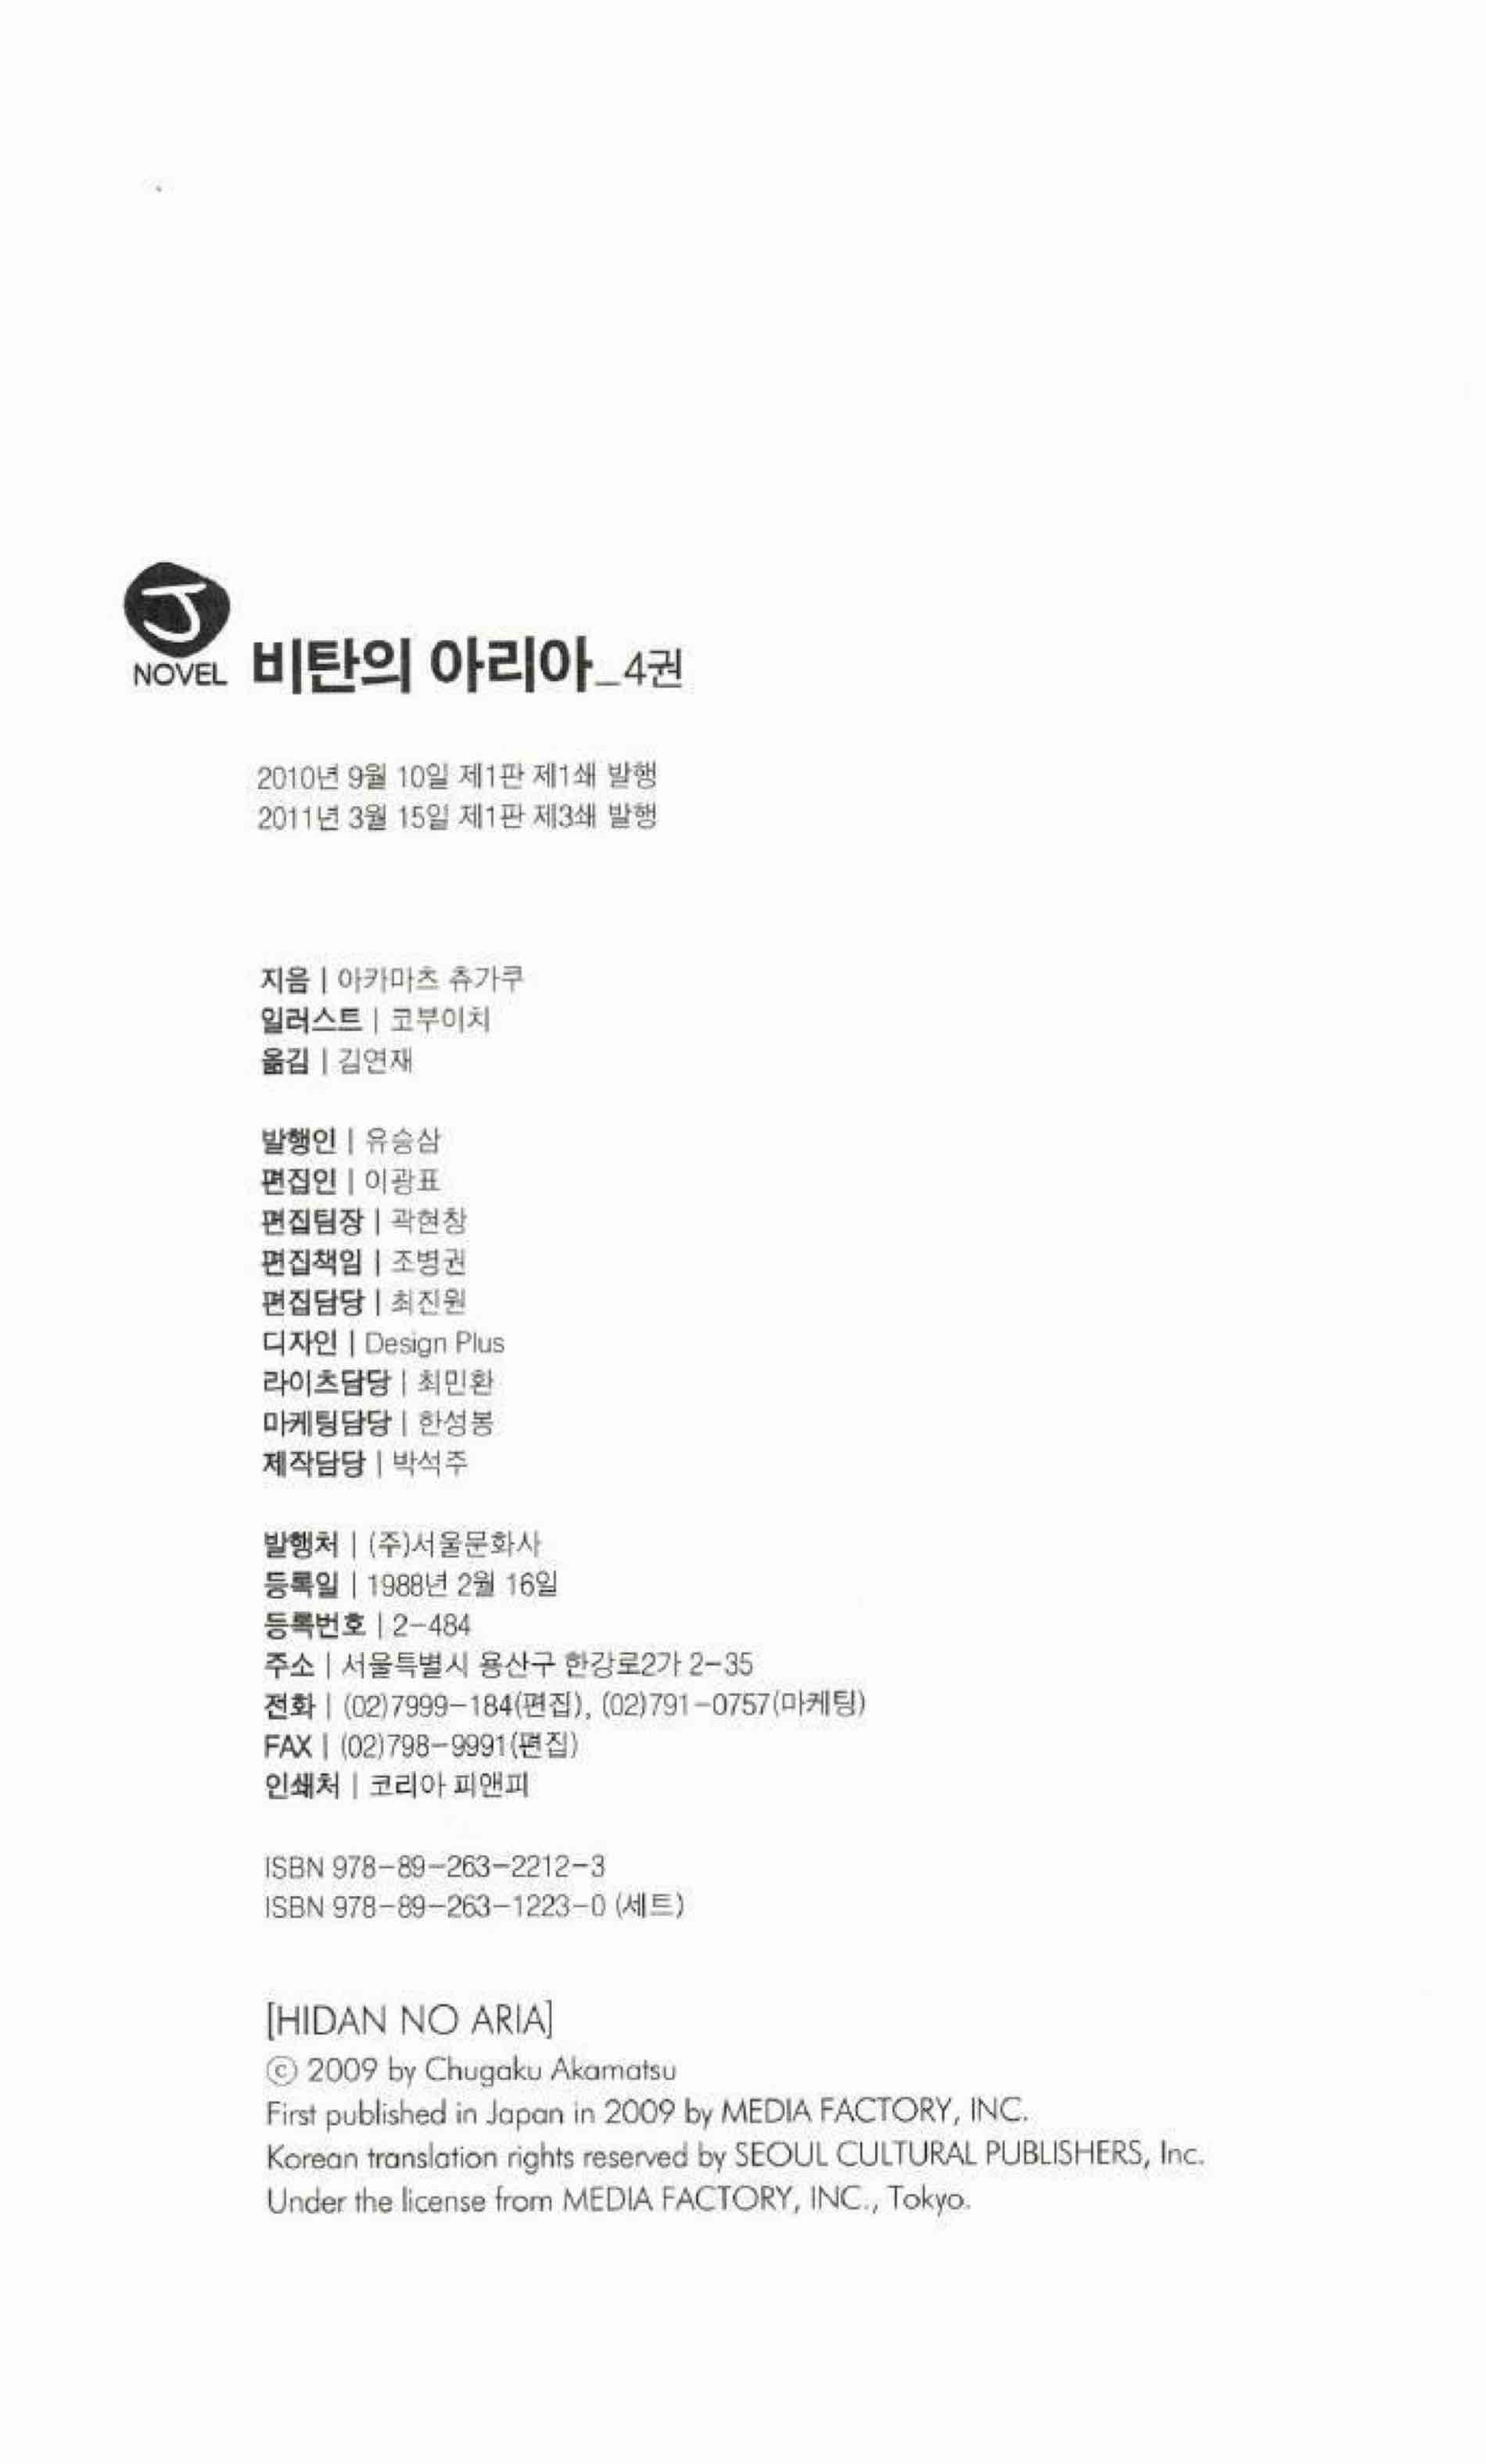 J
NOVEL
비탄의 아리아_4권
2010년 9월 10일 제1판 제1쇄 발행
2011년 3월 15일 제1판 제3쇄 발행
지음 | 아카마츠 츄가쿠
일러스트 | 코부이치
옮김 | 김연재
발행인 | 유승삼
편집인 | 이광표
편집팀장 | 곽현창
편집책임 | 조병권
편집담당 | 최진원
디자인 | Design Plus
라이츠담당 | 최민환
마케팅담당 | 한성봉
제작담당 | 박석주
발행처 | (주)서울문화사
등록일 | 1988년 2월 16일
등록번호 | 2-484
주소 | 서울특별시 용산구 한강로2가 2-35
전화 | (02)7999-184(편집), (02)791-0757(마케팅)
FAX | (02)798-9991(편집)
인쇄처 | 코리아 피앤피
ISBN 978-89-263-2212-3
ISBN 978-89-263-1223-0 (세트)
[HIDAN NO ARIA]
ⓒ 2009 by Chugaku Akamatsu
First published in Japan in 2009 by MEDIA FACTORY, INC.
Korean translation rights reserved by SEOUL CULTURAL PUBLISHERS, Inc.
Under the license from MEDIA FACTORY, INC., Tokyo.